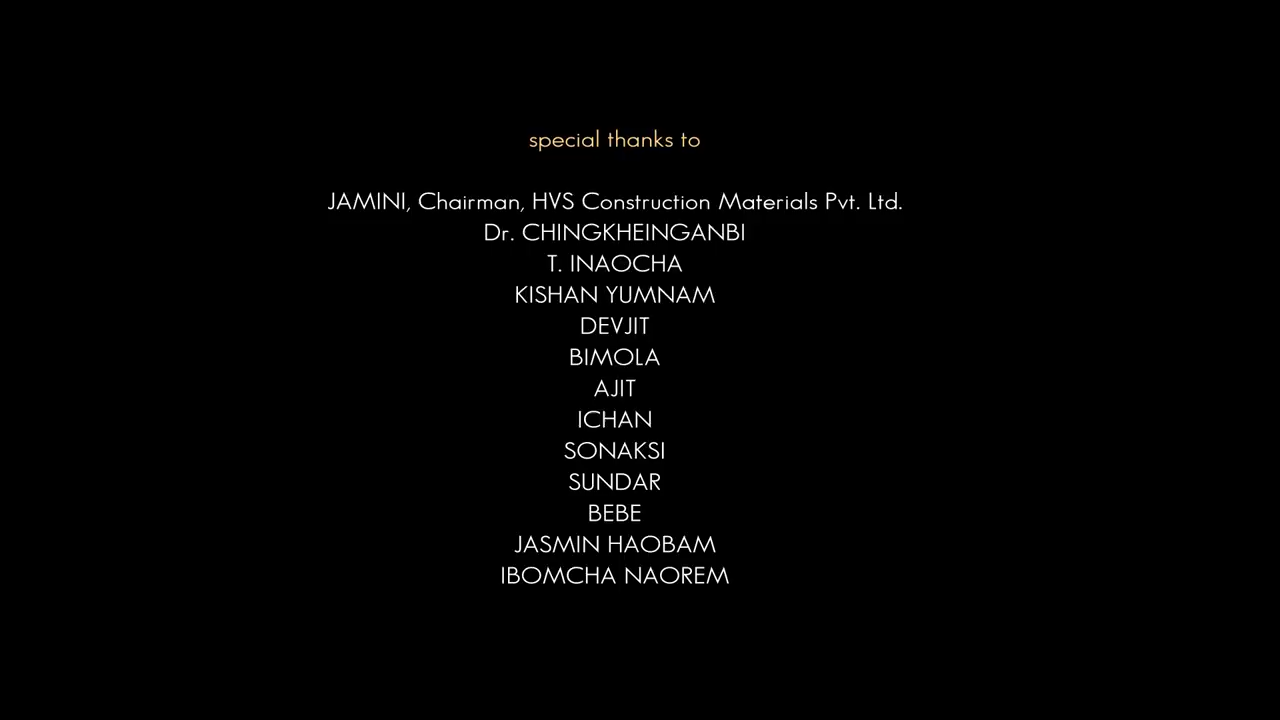 special thanks to
JAMINI, Chairman, HVS Construction Materials Pvt. Ltd.
Dr. CHINGKHEINGANBI
T. INAOCHA
KISHAN YUMNAM
DEVJIT
BIMOLA
AJIT
ICHAN
SONAKSI
SUNDAR
BEBE
JASMIN HAOBAM
IBOMCHA NAOREM